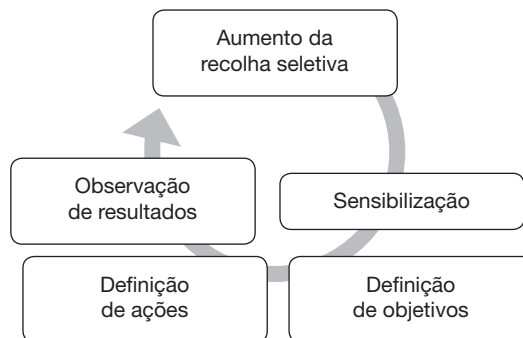 Aumento da
recolha seletiva
Observação
de resultados
Sensibilização
Definição
de ações
Definição
de objetivos